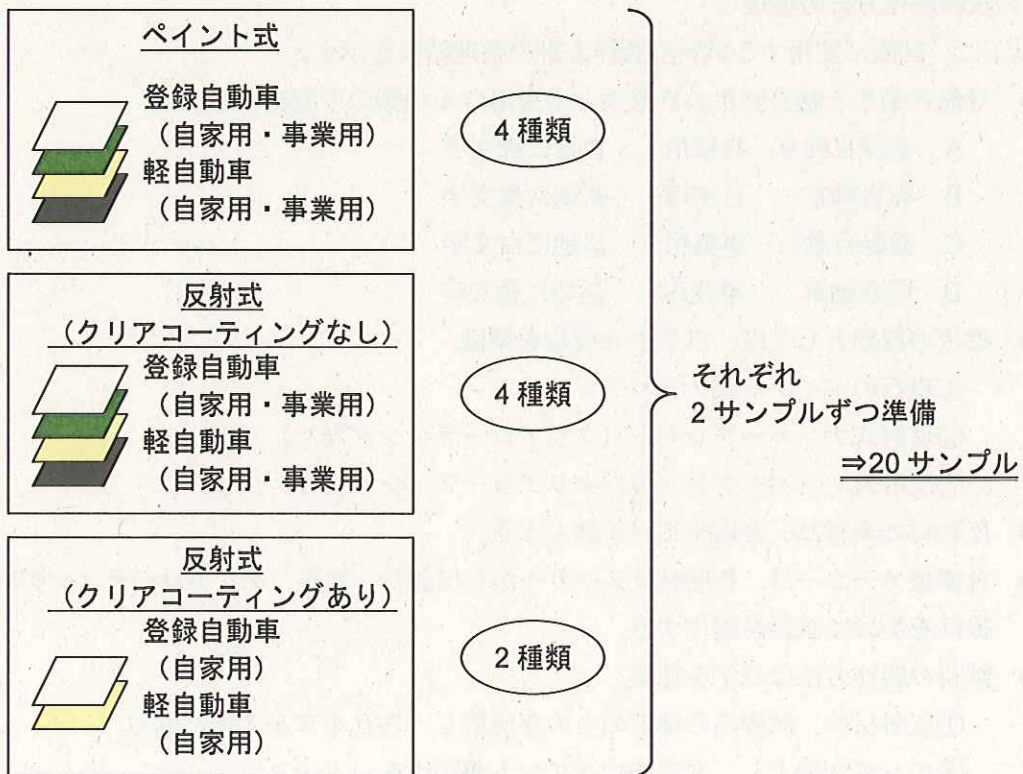 ペイント式
登録自動車
(自家用・事業用)
軽自動車
(自家用・事業用)
4種類
反射式
(クリアコーティングなし)
登録自動車
(自家用・事業用)
軽自動車
(自家用・事業用)
4種類
反射式
(クリアコーティングあり)
登録自動車
(自家用)
軽自動車
(自家用)
2種類
それぞれ
2サンプルずつ準備
⇒20サンプル